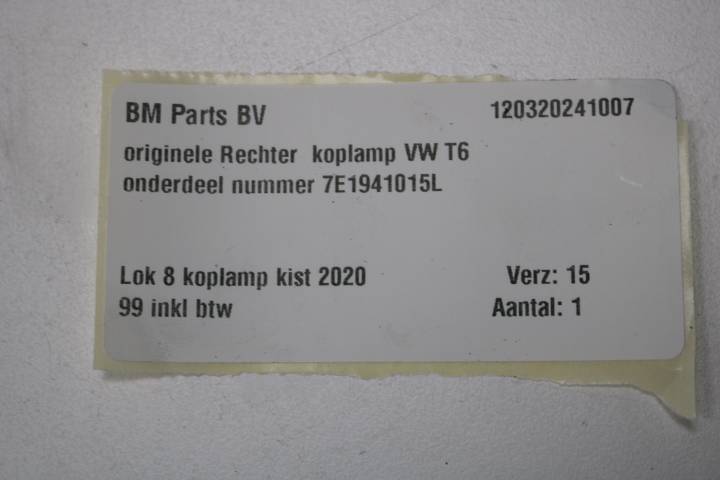 BM Parts BV 120320241007
originele Rechter koplamp VW T6
onderdeel nummer 7E1941015L
Lok 8 koplamp kist 2020 Verz: 15
99 inkl btw Aantal: 1